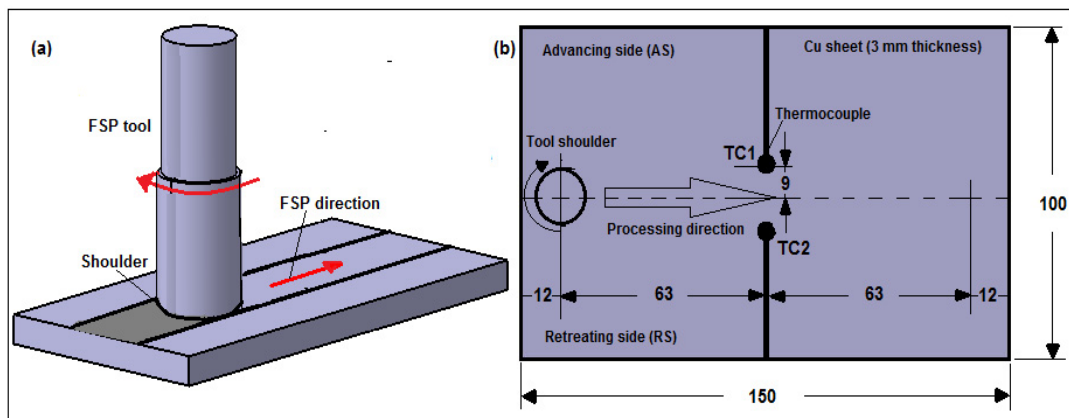 (a)
FSP tool
FSP direction
Shoulder
(b)
Advancing side (AS)
Cu sheet (3 mm thickness)
Thermocouple
Tool shoulder
TC1
9
100
Processing direction
TC2
12
63
63
12
Retreating side (RS)
150